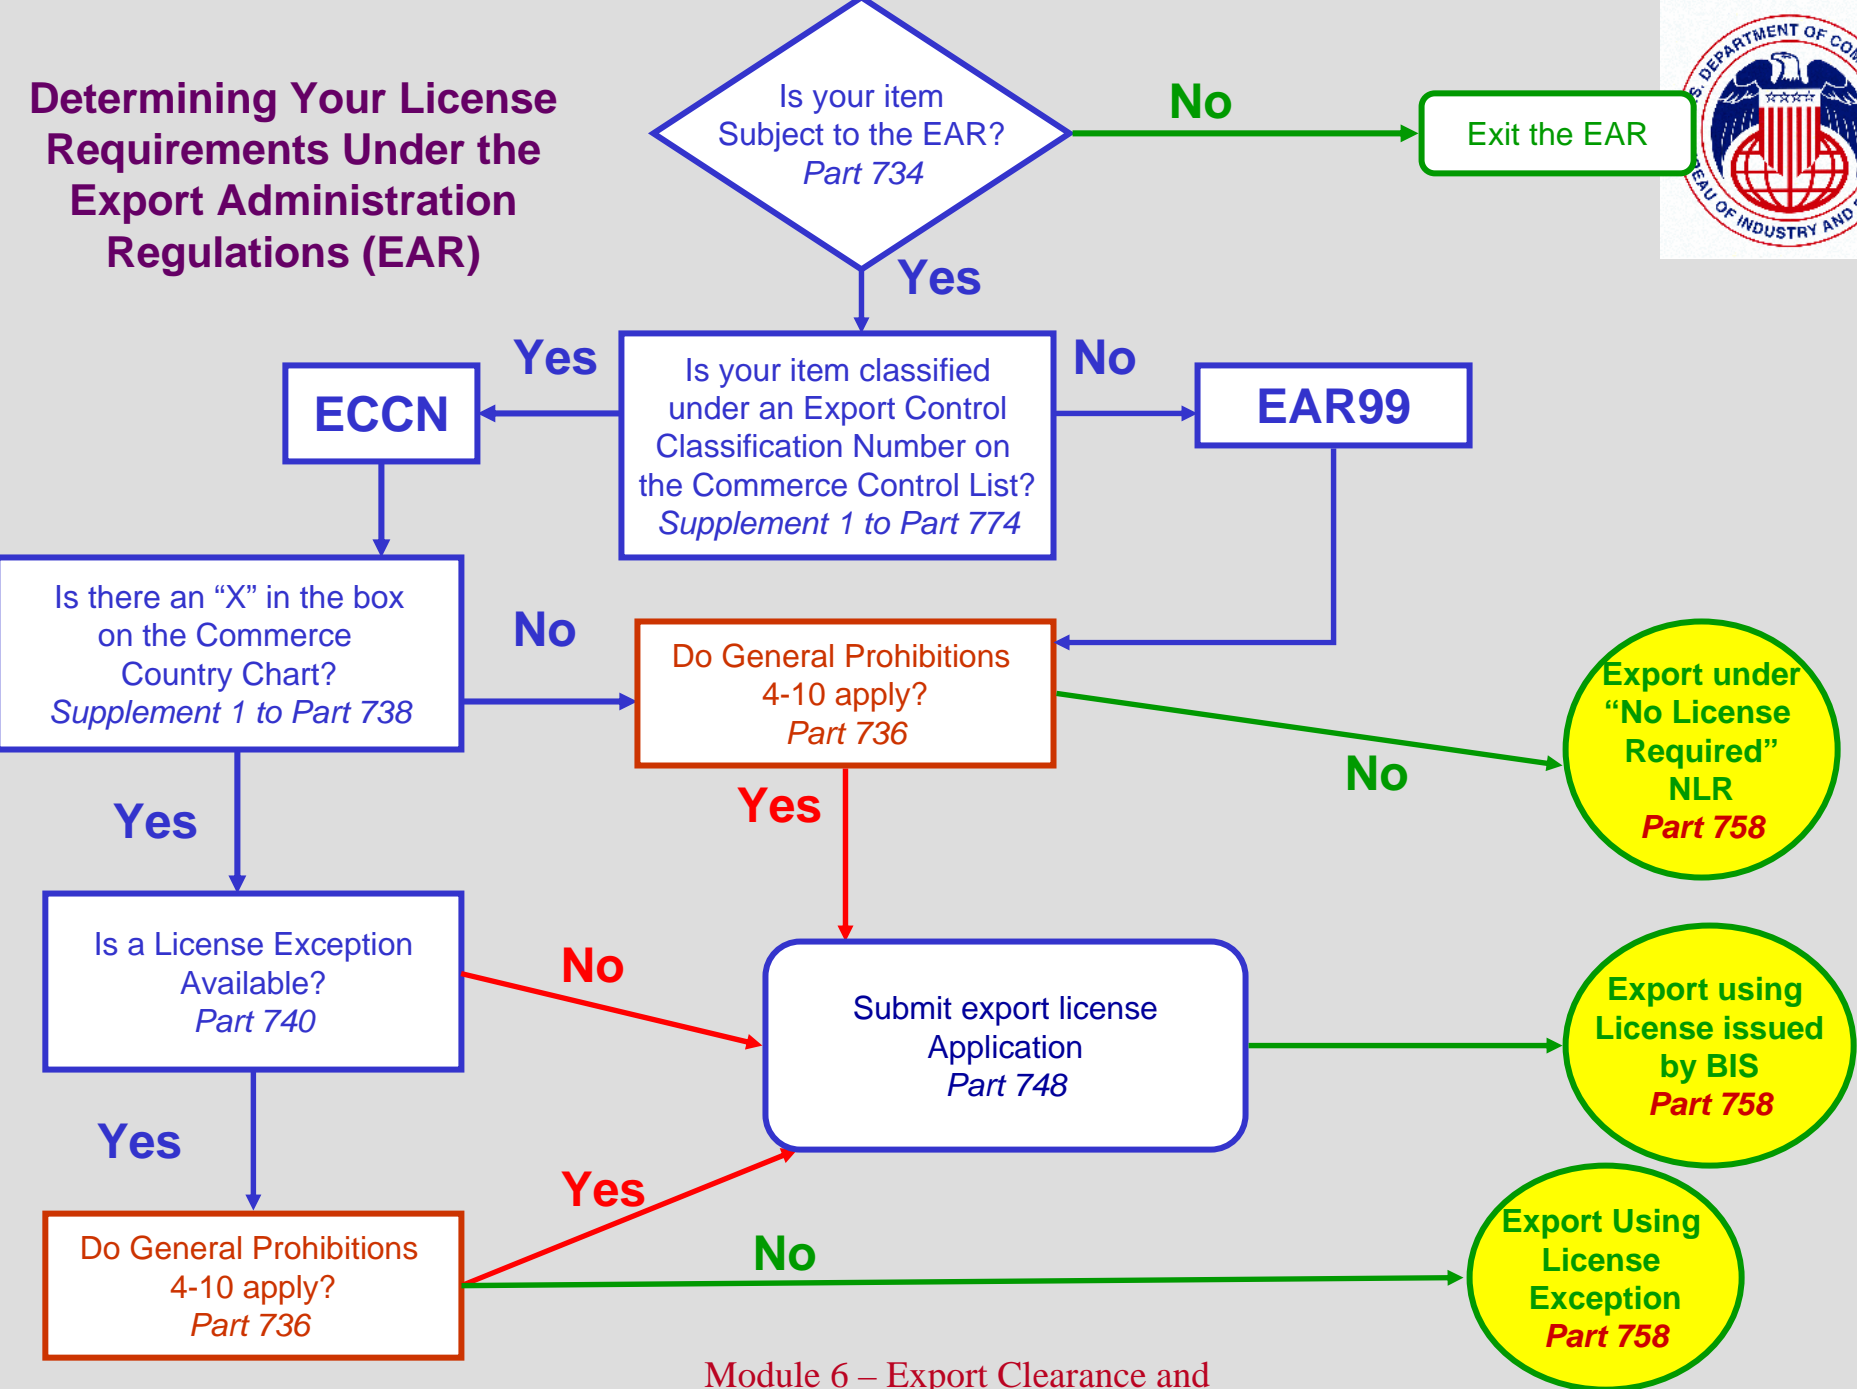 Determining Your License
Requirements Under the
Export Administration
Regulations (EAR)
Is your item
Subject to the EAR?
Part 734
No
Exit the EAR
Yes
Yes
Is your item classified
under an Export Control
Classification Number on
the Commerce Control List?
Supplement 1 to Part 774
No
ECCN
EAR99
Is there an “X” in the box
on the Commerce
Country Chart?
Supplement 1 to Part 738
No
Do General Prohibitions
4-10 apply?
Part 736
No
Export under
“No License
Required”
NLR
Part 758
Yes
Yes
Is a License Exception
Available?
Part 740
No
Submit export license
Application
Part 748
Export using
License issued
by BIS
Part 758
Yes
Do General Prohibitions
4-10 apply?
Part 736
Yes
No
Export Using
License
Exception
Part 758
Module 6 – Export Clearance and
DEPARTMENT OF
OF INDUSTRY AND